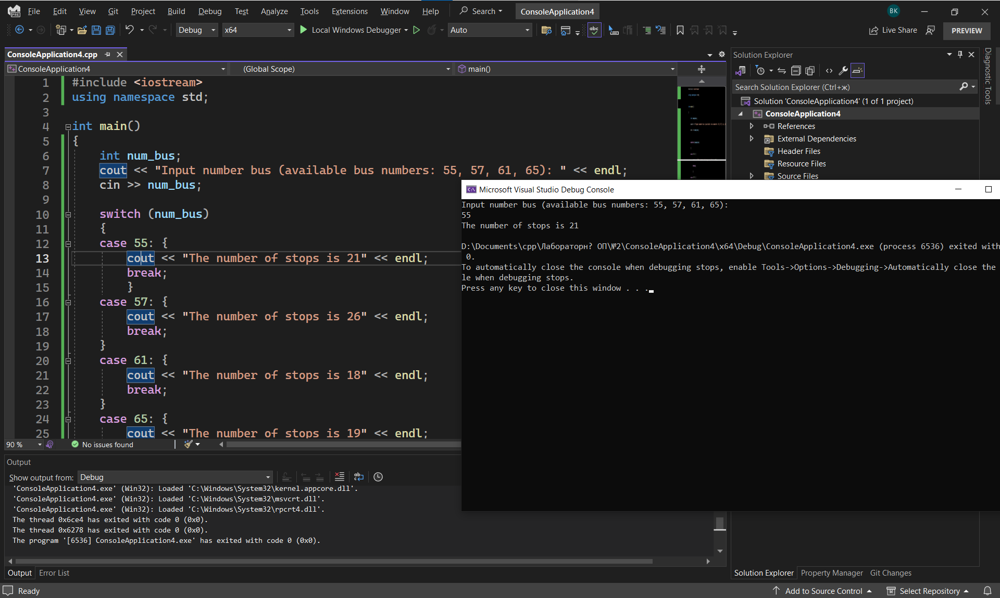 File Edit View Git Project Build Debug Test Analyze Tools Extensions Window Help Search ConsoleApplication4 BK
Debug x64 Local Windows Debugger Auto Live Share PREVIEW
ConsoleApplication4.cpp
ConsoleApplication4 (Global Scope) main()
1 #include <iostream>
2 using namespace std;
3
4 int main()
5 {
6 int num_bus;
7 cout << "Input number bus (available bus numbers: 55, 57, 61, 65): " << endl;
8 cin >> num_bus;
9
10 switch (num_bus)
11 {
12 case 55: {
13 cout << "The number of stops is 21" << endl;
14 break;
15 }
16 case 57: {
17 cout << "The number of stops is 26" << endl;
18 break;
19 }
20 case 61: {
21 cout << "The number of stops is 18" << endl;
22 break;
23 }
24 case 65: {
25 cout << "The number of stops is 19" << endl;
90 % No issues found
Solution Explorer
Search Solution Explorer (Ctrl+ж)
Solution 'ConsoleApplication4' (1 of 1 project)
ConsoleApplication4
References
External Dependencies
Header Files
Resource Files
Source Files
Diagnostic Tools
Microsoft Visual Studio Debug Console
Input number bus (available bus numbers: 55, 57, 61, 65):
55
The number of stops is 21
D:\Documents\cpp\Лабораторн? ОП\№2\ConsoleApplication4\x64\Debug\ConsoleApplication4.exe (process 6536) exited with
0.
To automatically close the console when debugging stops, enable Tools->Options->Debugging->Automatically close the
le when debugging stops.
Press any key to close this window . . .
Output
Show output from: Debug
'ConsoleApplication4.exe' (Win32): Loaded 'C:\Windows\System32\kernel.appcore.dll'.
'ConsoleApplication4.exe' (Win32): Loaded 'C:\Windows\System32\msvcrt.dll'.
'ConsoleApplication4.exe' (Win32): Loaded 'C:\Windows\System32\rpcrt4.dll'.
The thread 0x6ce4 has exited with code 0 (0x0).
The thread 0x6278 has exited with code 0 (0x0).
The program '[6536] ConsoleApplication4.exe' has exited with code 0 (0x0).
Output Error List
Solution Explorer Property Manager Git Changes
Ready Add to Source Control Select Repository